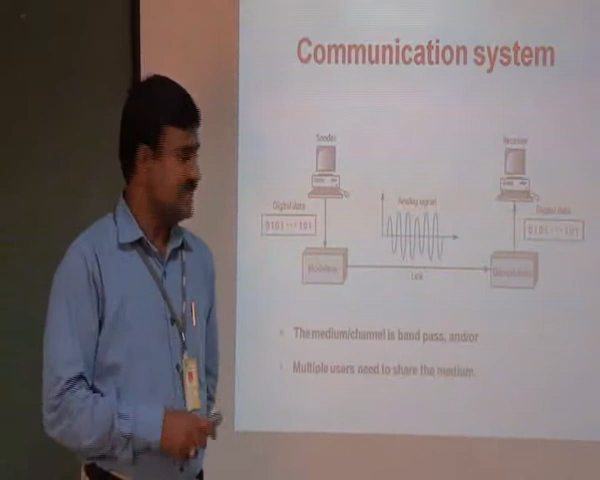 Communication system
Sender
Receiver
Digital data
Analog signal
Digital data
0101...101
0101...101
Modulator
Link
Demodulator
The medium/channel is band pass, and/or
Multiple users need to share the medium.